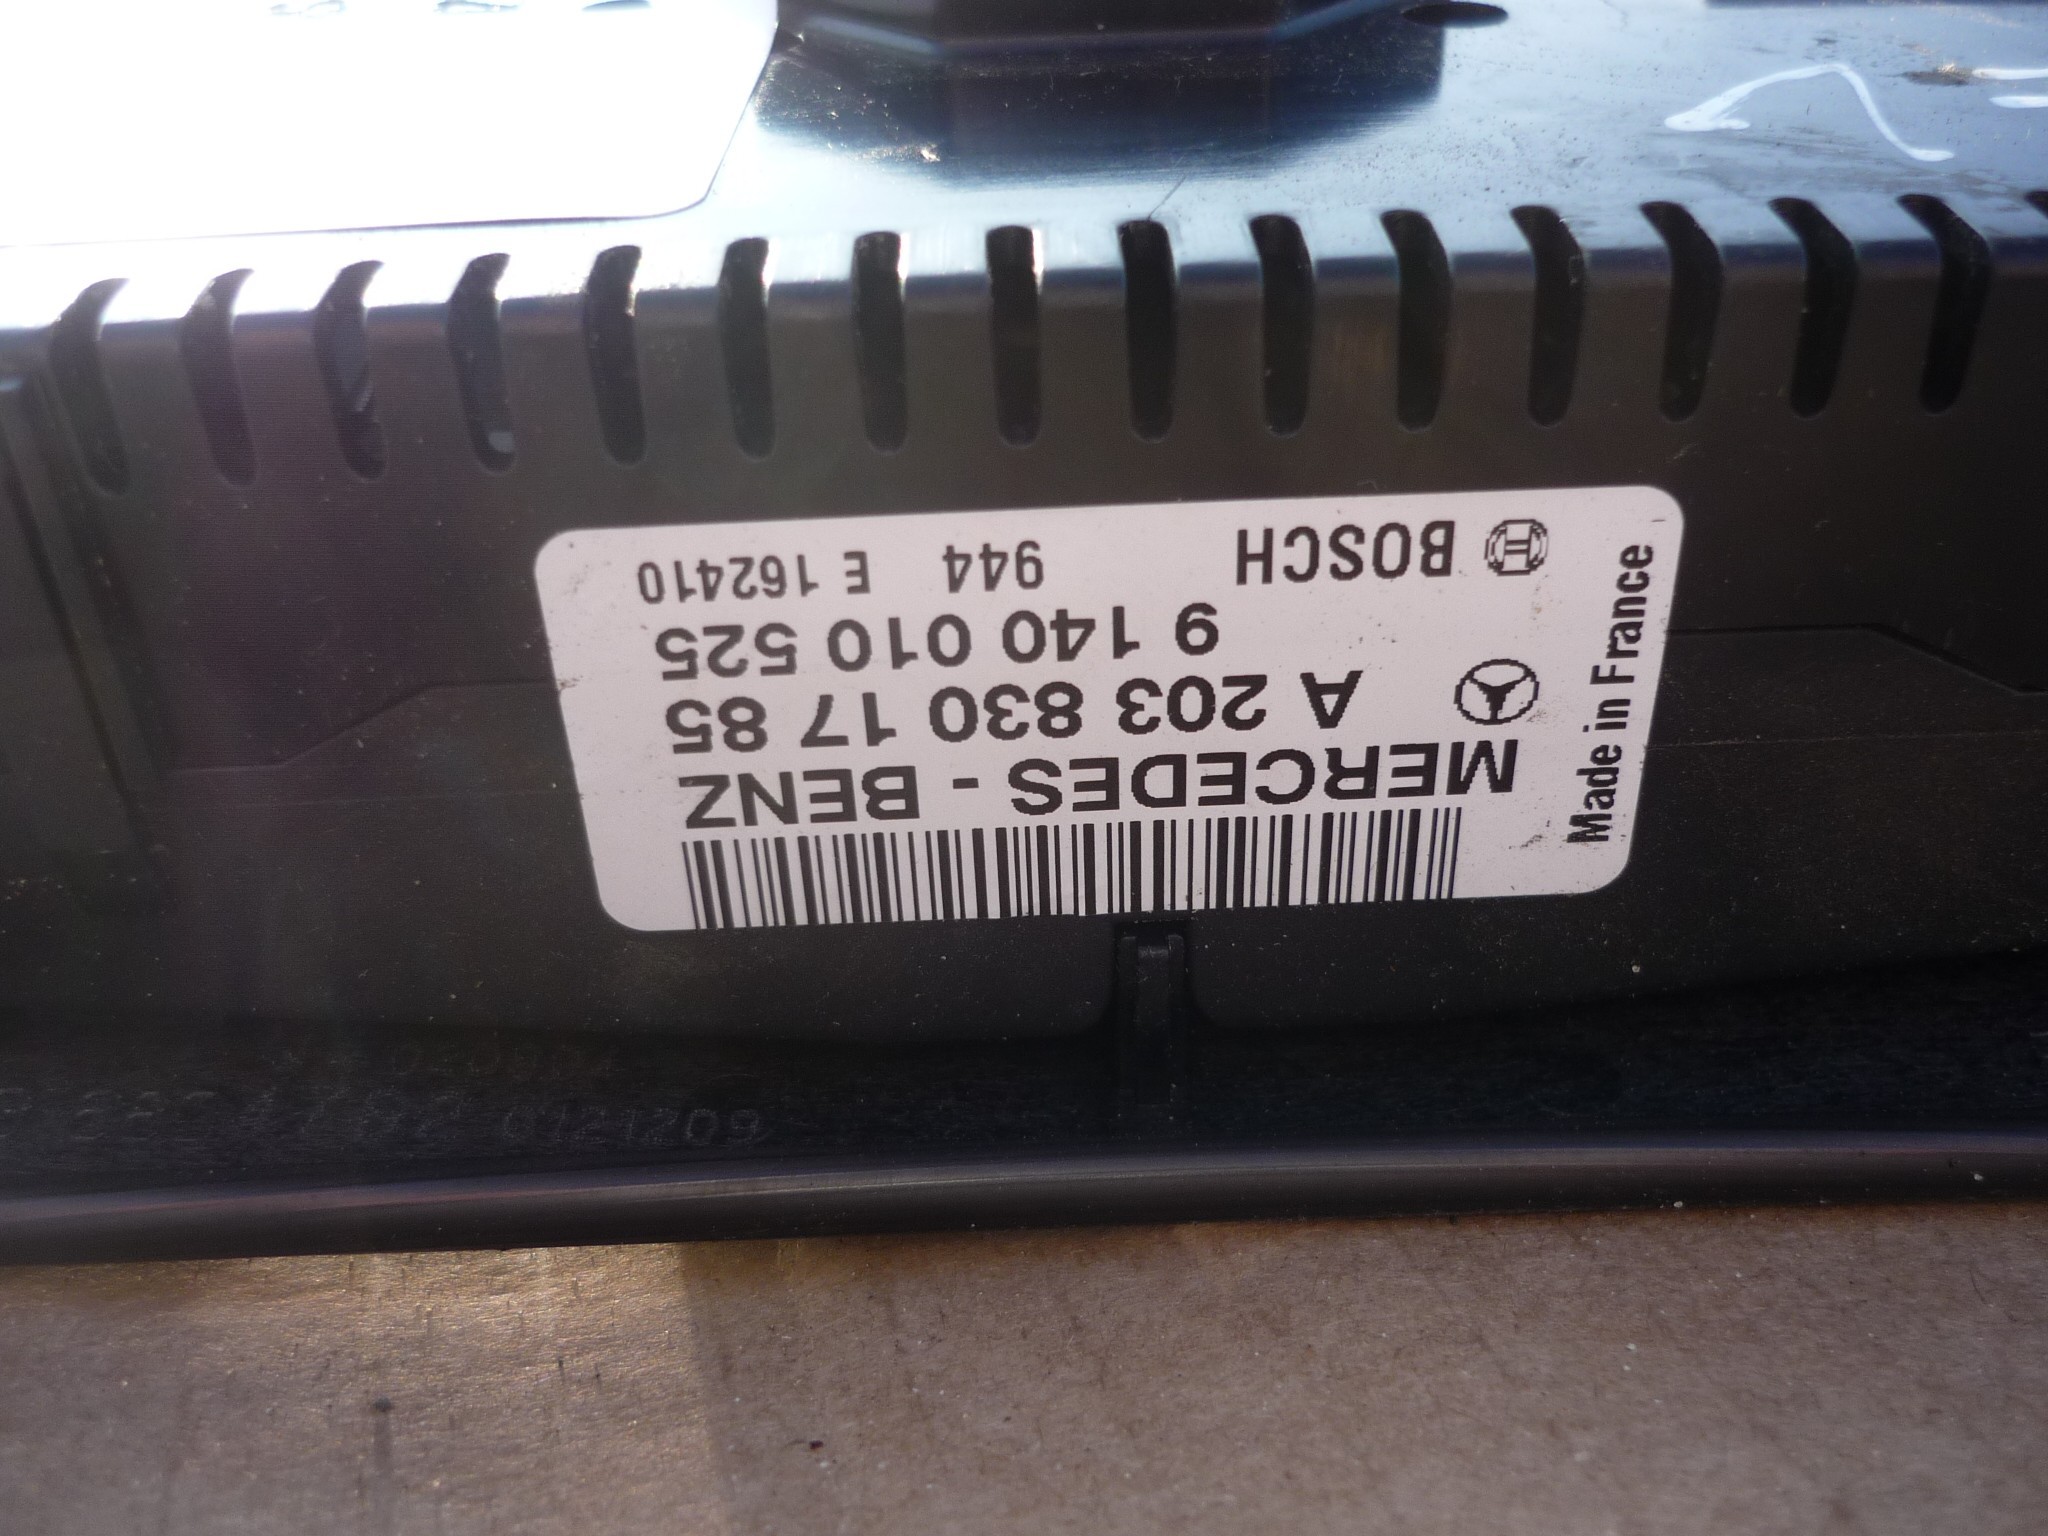 MERCEDES - BENZ
A 203 830 17 85
9 140 010 525
BOSCH 944 E 162410
Made in France